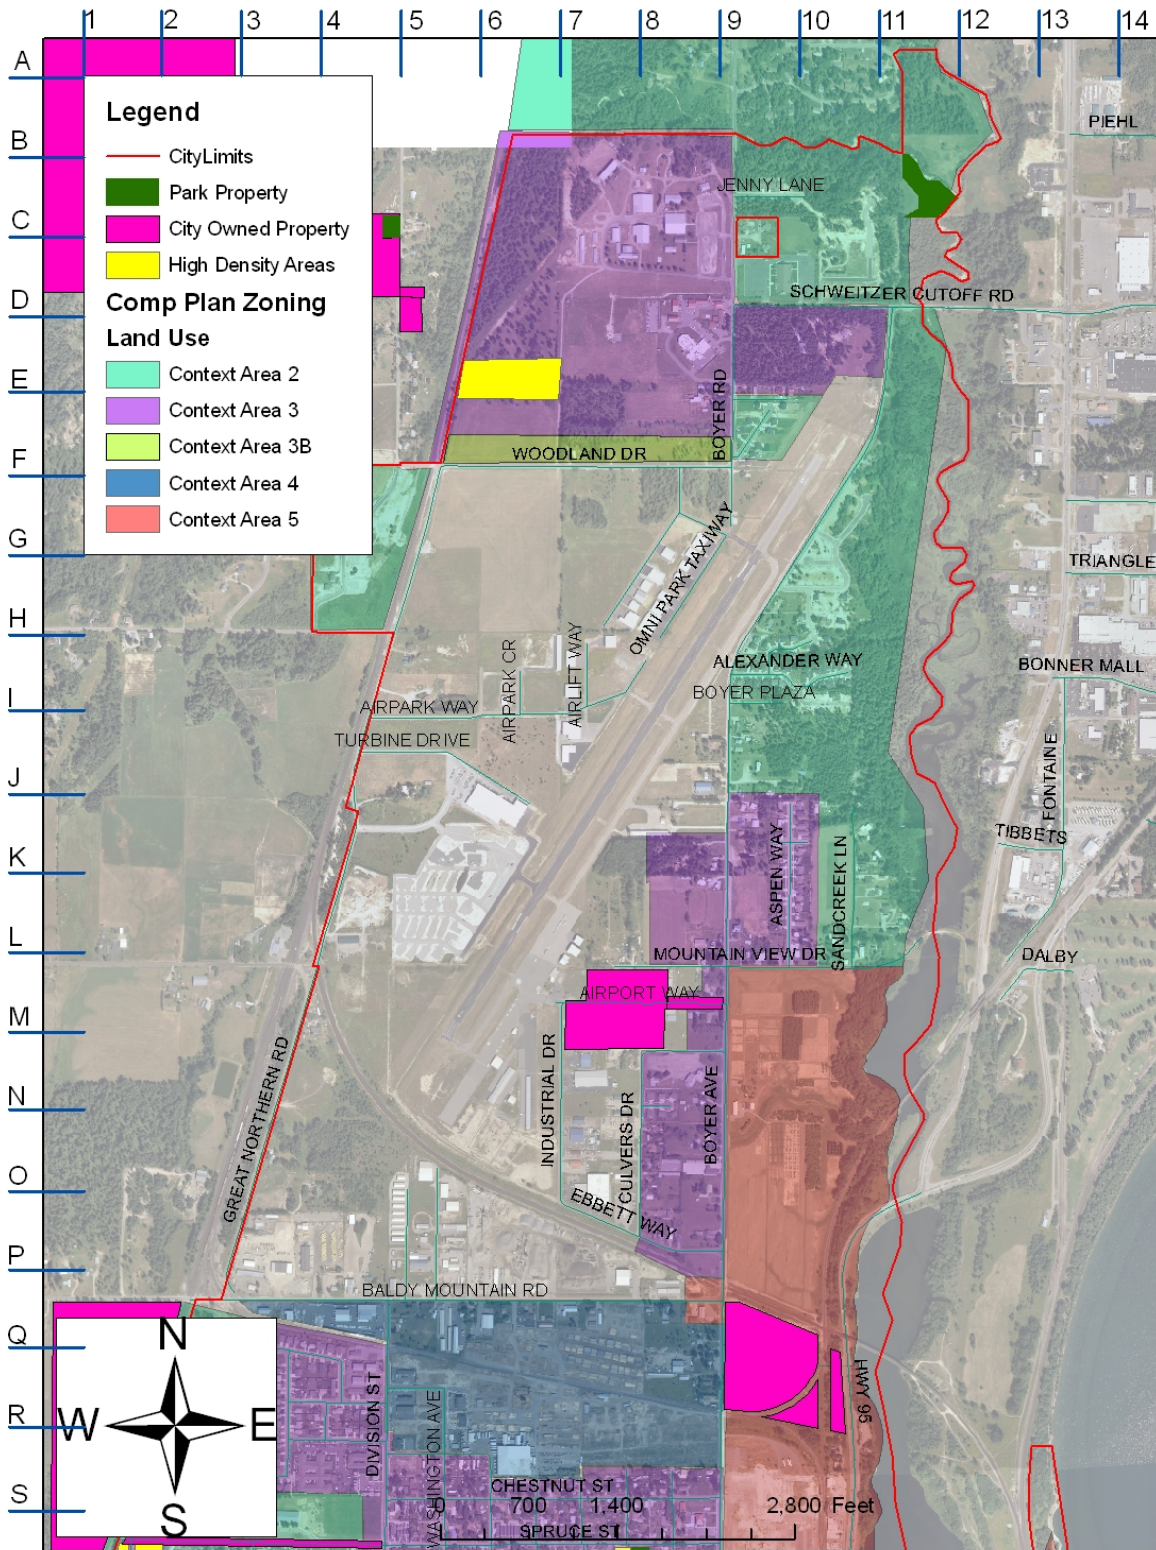 1 2 3 4 5 6 7 8 9 10 11 12 13 14
A
B
C
D
E
F
G
H
I
J
K
L
M
N
O
P
Q
R
S
Legend
CityLimits
Park Property
City Owned Property
High Density Areas
Comp Plan Zoning
Land Use
Context Area 2
Context Area 3
Context Area 3B
Context Area 4
Context Area 5
PIEHL
JENNY LANE
SCHWEITZER CUTOFF RD
BOYER RD
WOODLAND DR
OMNI PARK TAXIWAY
TRIANGLE
ALEXANDER WAY
BONNER MALL
BOYER PLAZA
AIRPARK CR
AIRLIFT WAY
AIRPARK WAY
TURBINE DRIVE
FONTAINE
TIBBETS
ASPEN WAY
SANDCREEK LN
MOUNTAIN VIEW DR
DALBY
AIRPORT WAY
GREAT NORTHERN RD
INDUSTRIAL DR
CULVERS DR
BOYER AVE
EBBETT WAY
BALDY MOUNTAIN RD
HWY 95
DIVISION ST
WASHINGTON AVE
CHESTNUT ST
SPRUCE ST
0 700 1,400 2,800 Feet
N
W E
S